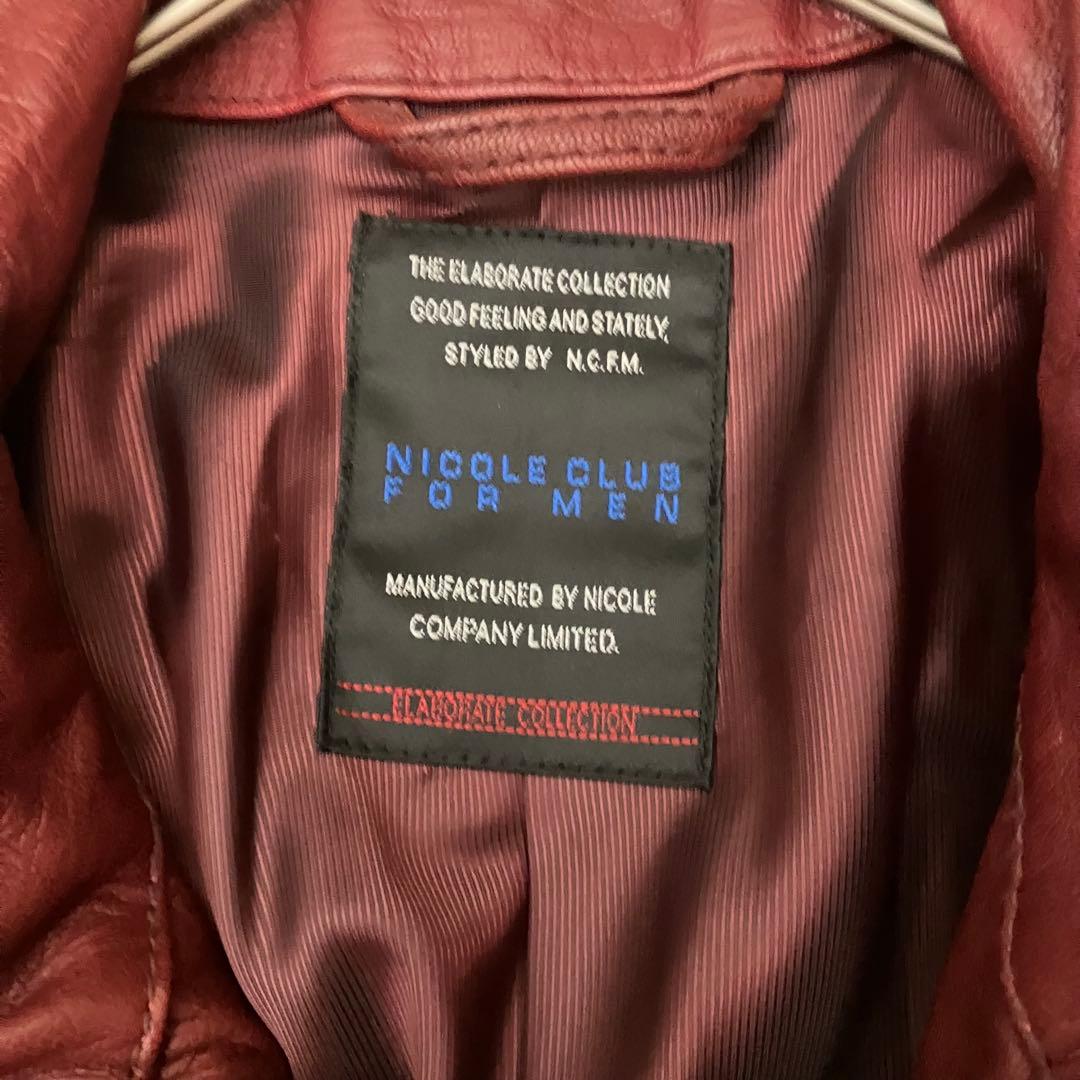 THE ELABORATE COLLECTION
GOOD FEELING AND STATELY,
STYLED BY N.C.F.M.
NICOLE CLUB
FOR MEN
MANUFACTURED BY NICOLE
COMPANY LIMITED.
ELABORATE COLLECTION